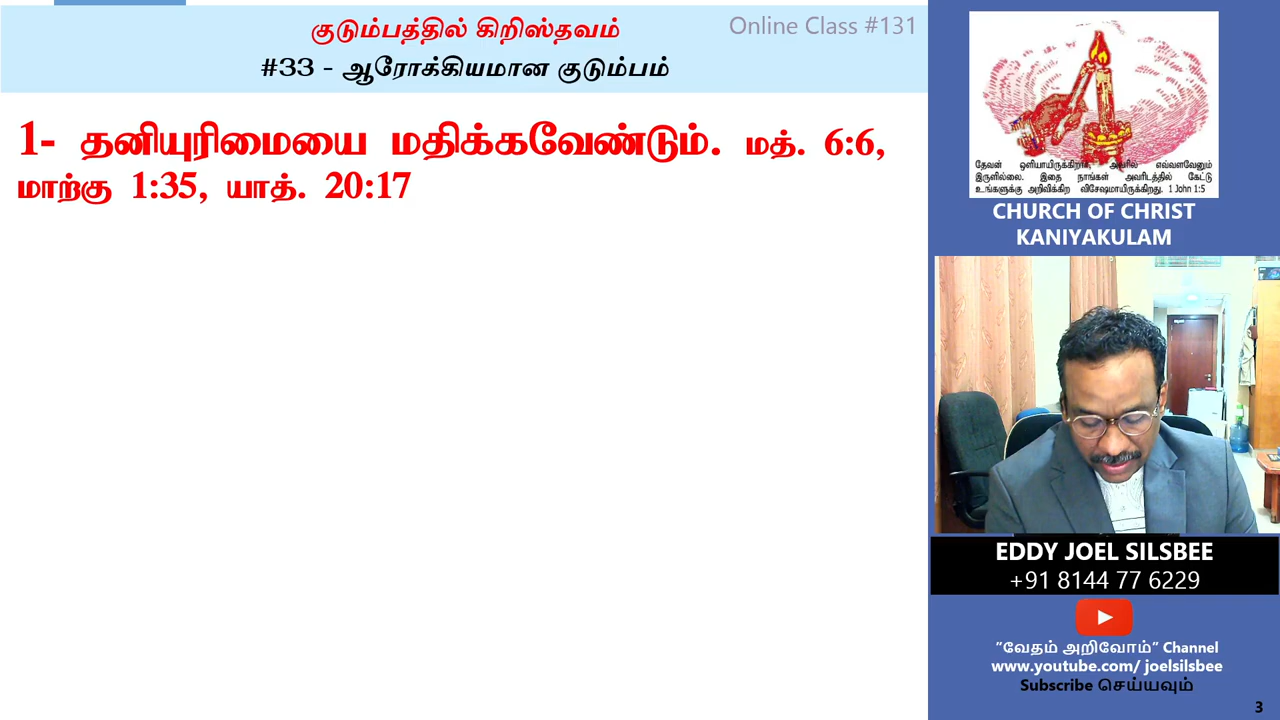 குடும்பத்தில் கிறிஸ்தவம்
Online Class #131
#33 - ஆரோக்கியமான குடும்பம்
1- தனியுரிமையை மதிக்கவேண்டும். மத். 6:6,
மாற்கு 1:35, யாத். 20:17
தேவன் ஒளியாயிருக்கிறார், அவரில் எவ்வளவேனும்
இருளில்லை. இதை நாங்கள் அவரிடத்தில் கேட்டு
உங்களுக்கு அறிவிக்கிற விசேஷமாயிருக்கிறது. 1 John 1:5
CHURCH OF CHRIST
KANIYAKULAM
EDDY JOEL SILSBEE
+91 8144 77 6229
"வேதம் அறிவோம்" Channel
www.youtube.com/ joelsilsbee
Subscribe செய்யவும்
3